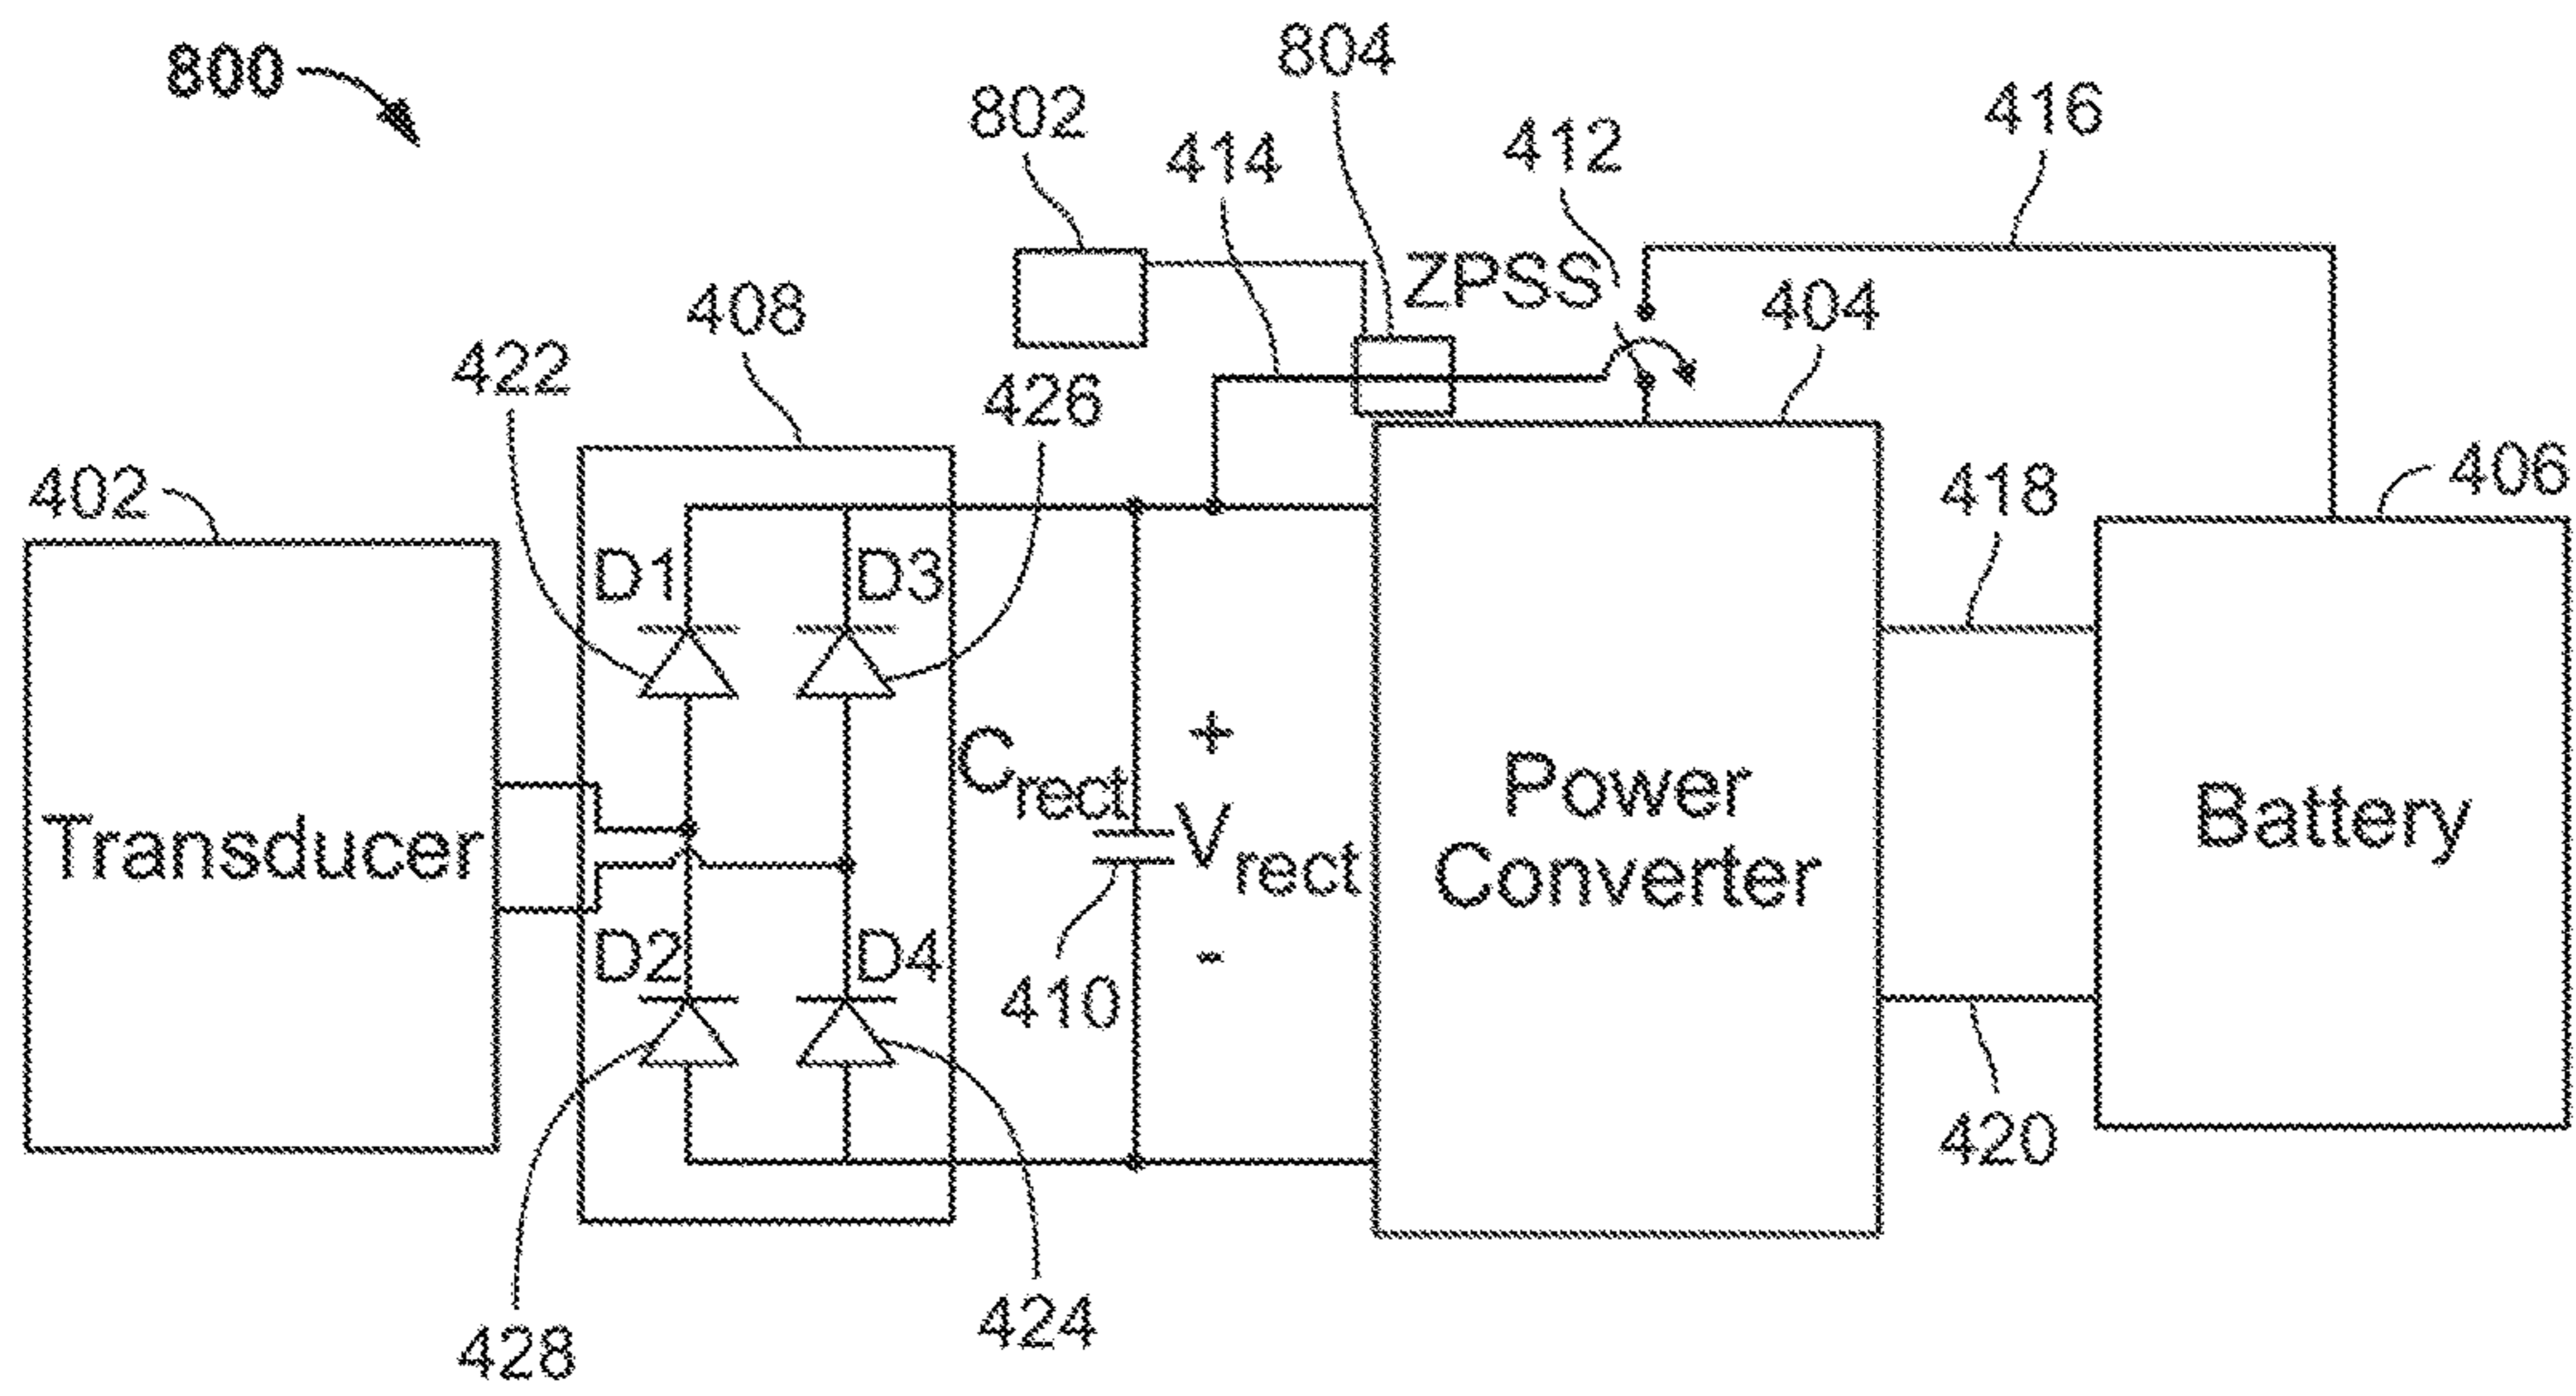 800
804
802
416
412
414
ZPSS
404
408
422
426
406
402
418
D1
D3
Crect
+
Vrect
-
Power
Converter
Transducer
Battery
D2
D4
410
420
424
428